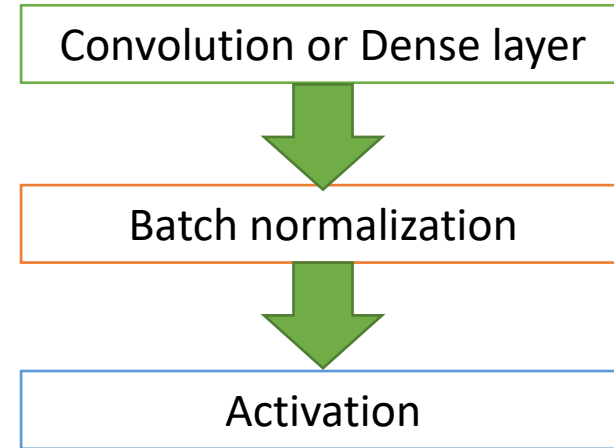 Convolution or Dense layer
Batch normalization
Activation